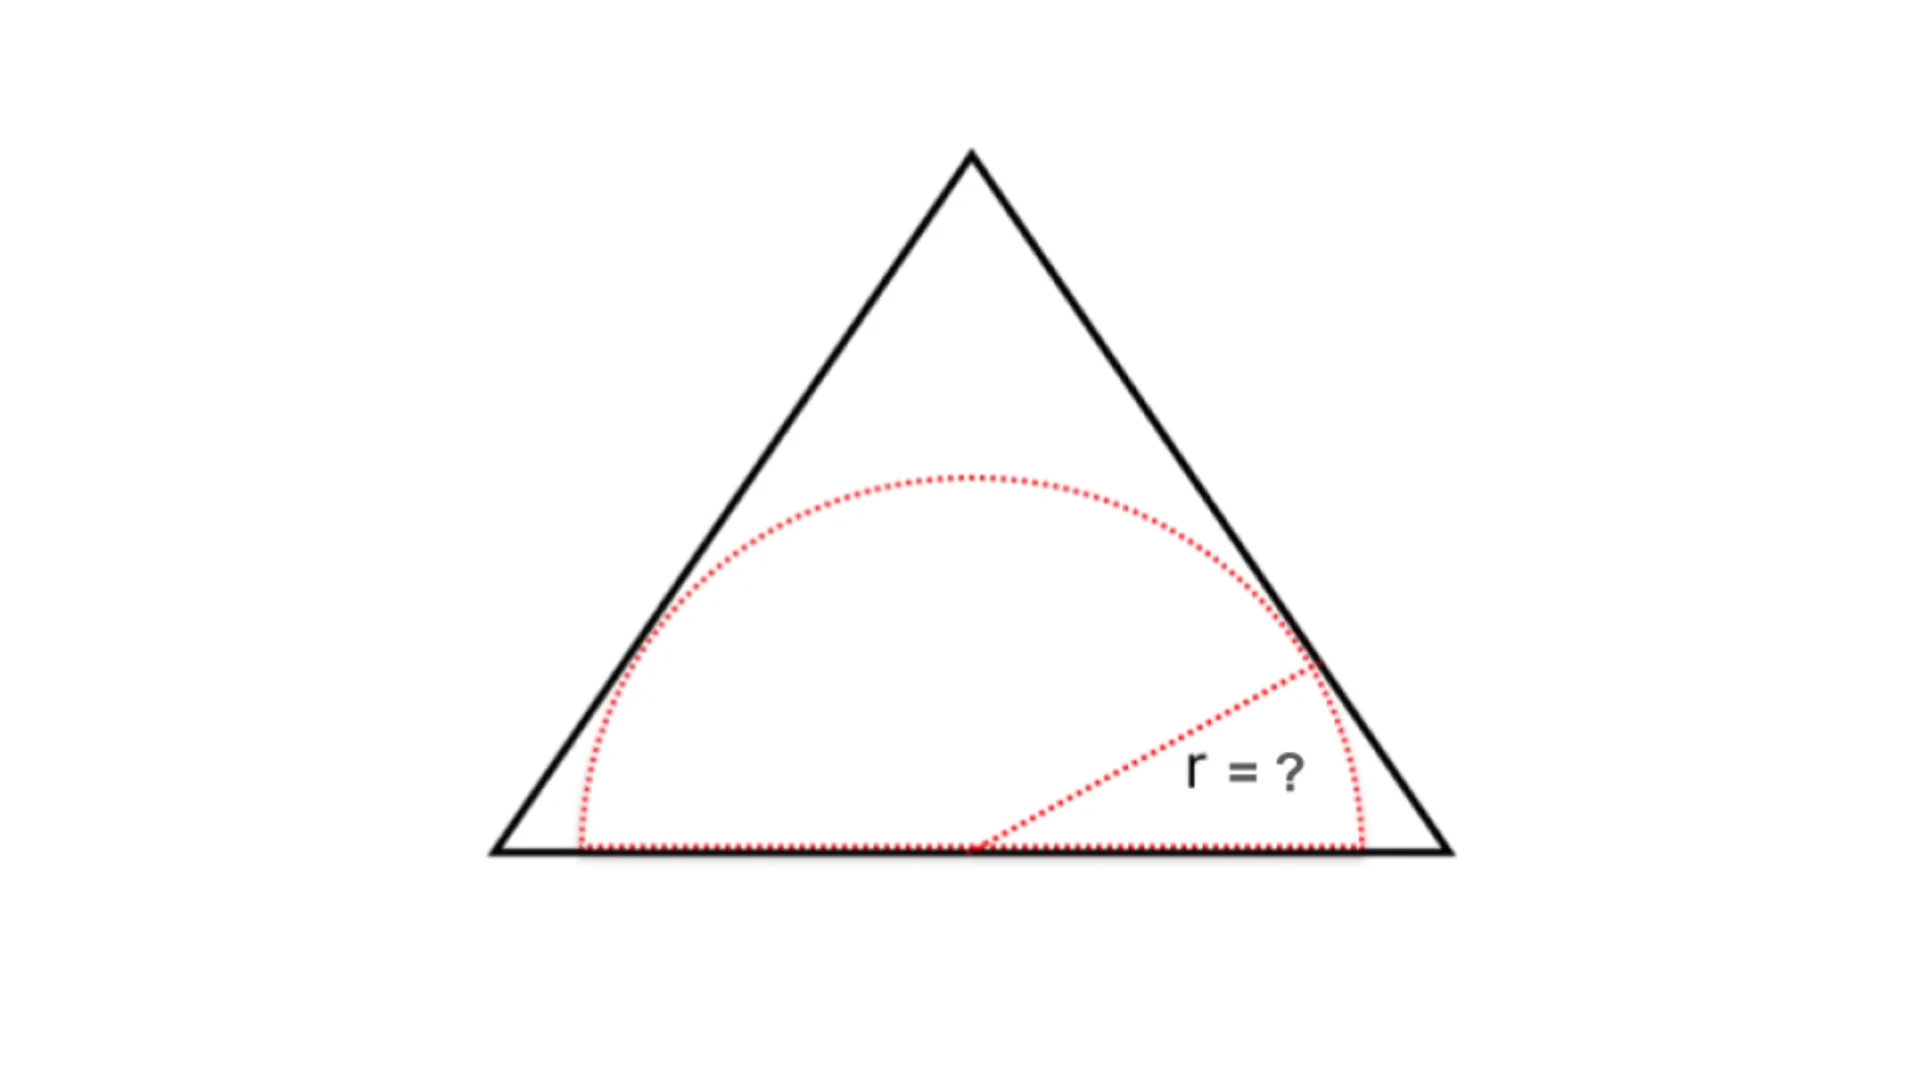 r = ?